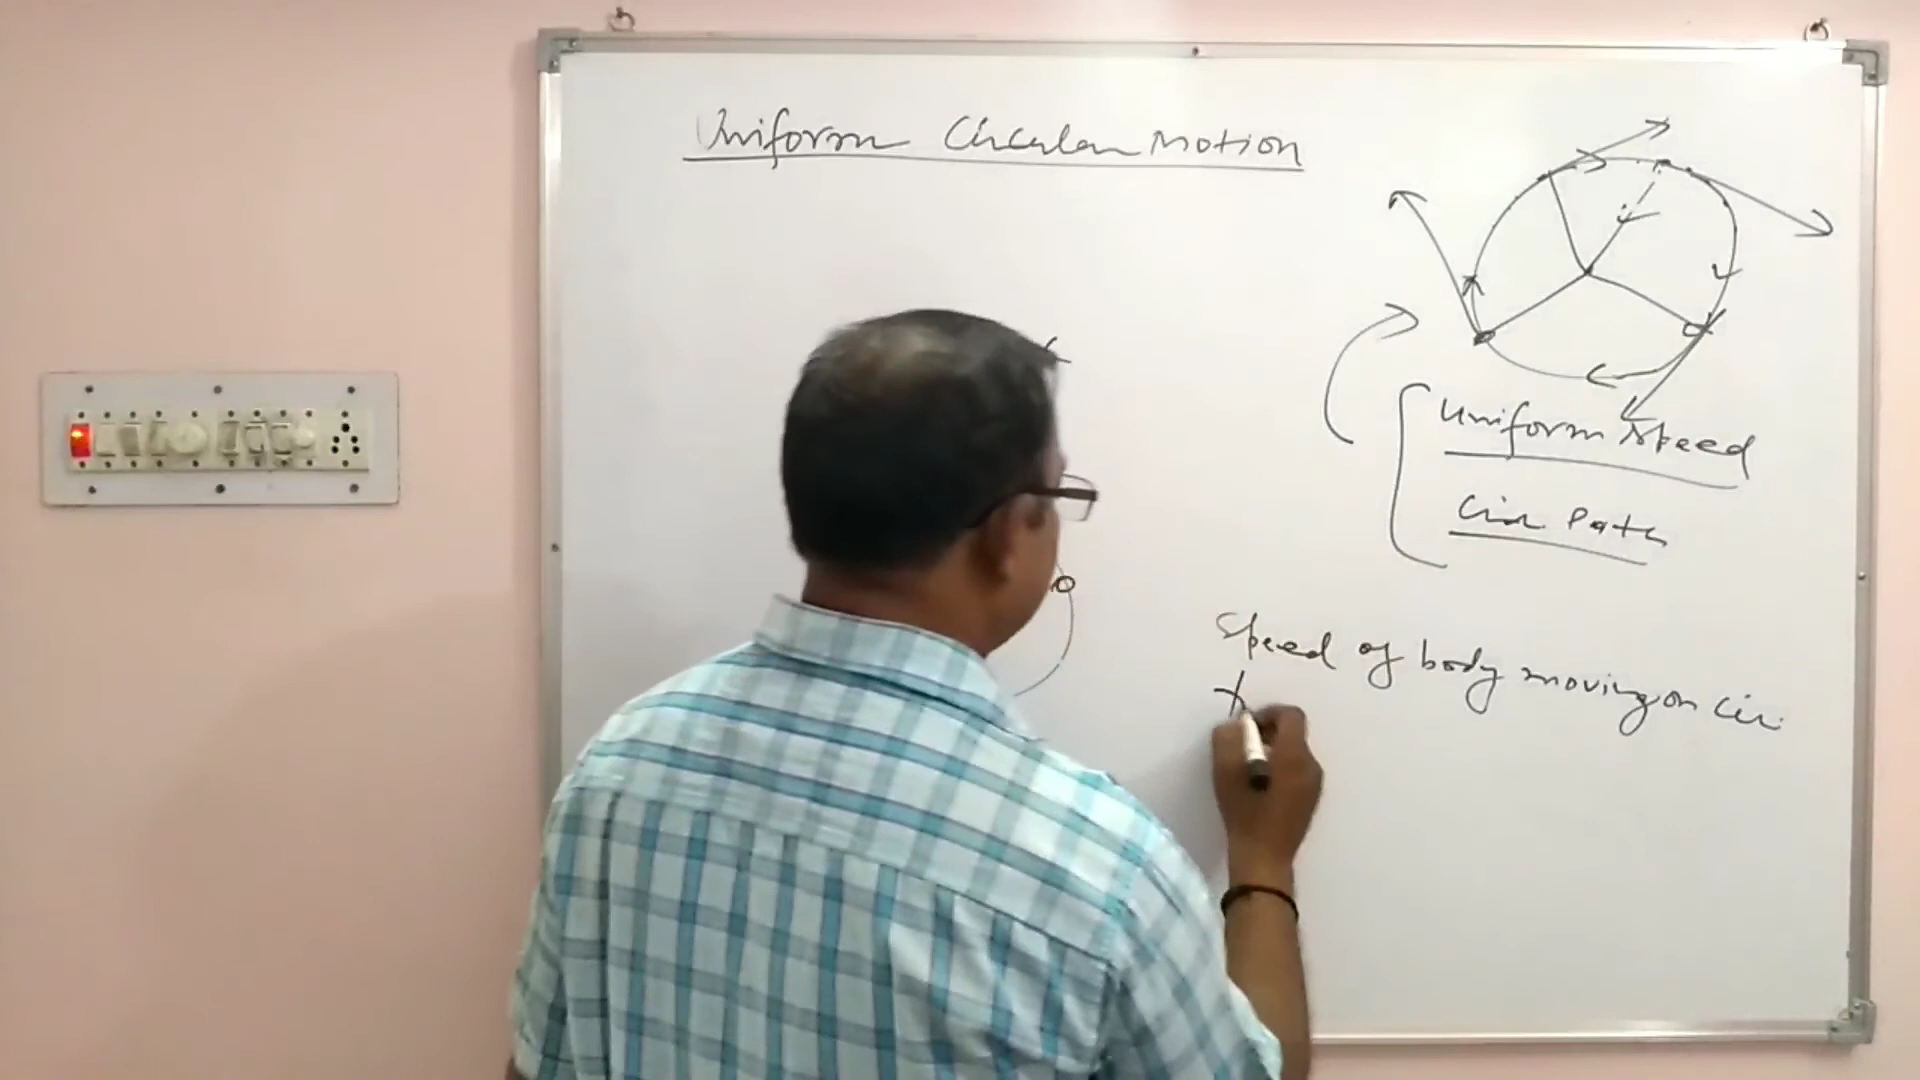 Uniform Circular Motion
Uniform Speed
Cir Path
Speed of body moving on Cir.